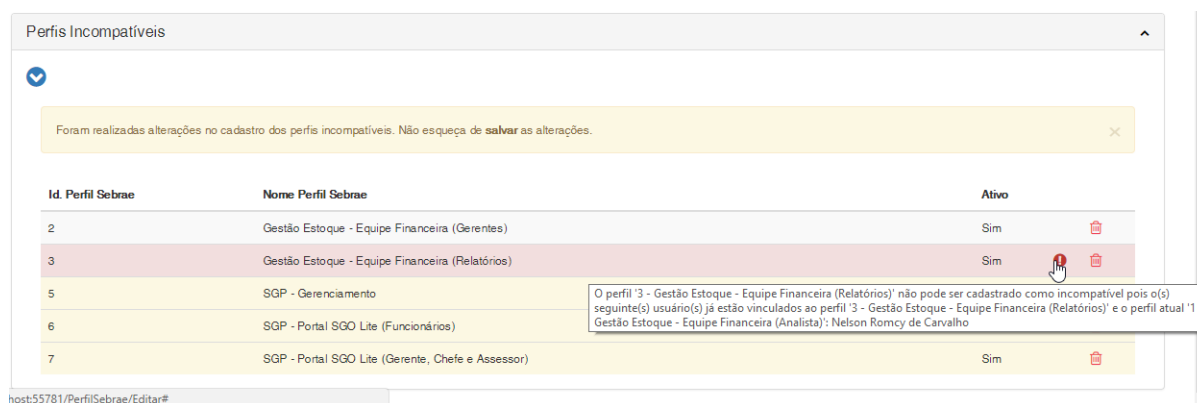 Perfis Incompatíveis
Foram realizadas alterações no cadastro dos perfis incompatíveis. Não esqueça de salvar as alterações. ×
Id. Perfil Sebrae Nome Perfil Sebrae Ativo
2 Gestão Estoque - Equipe Financeira (Gerentes) Sim
3 Gestão Estoque - Equipe Financeira (Relatórios) Sim
5 SGP - Gerenciamento
O perfil '3 - Gestão Estoque - Equipe Financeira (Relatórios)' não pode ser cadastrado como incompatível pois o(s)
seguinte(s) usuário(s) já estão vinculados ao perfil '3 - Gestão Estoque - Equipe Financeira (Relatórios)' e o perfil atual '1
Gestão Estoque - Equipe Financeira (Analista)': Nelson Romcy de Carvalho
6 SGP - Portal SGO Lite (Funcionários)
7 SGP - Portal SGO Lite (Gerente, Chefe e Assessor) Sim
host:55781/PerfilSebrae/Editar#